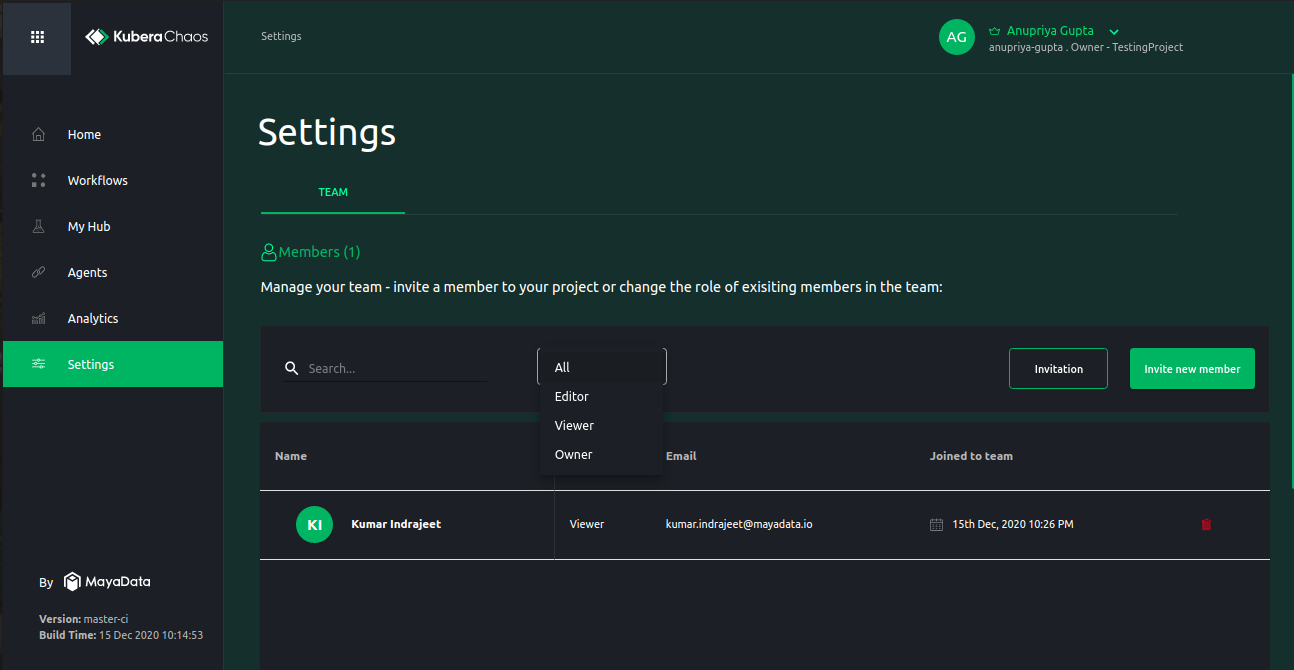 Kubera Chaos
Settings
AG
Anupriya Gupta
anupriya-gupta . Owner - TestingProject
Home
Workflows
My Hub
Agents
Analytics
Settings
By MayaData
Version: master-ci
Build Time: 15 Dec 2020 10:14:53
Settings
TEAM
Members (1)
Manage your team - invite a member to your project or change the role of exisiting members in the team:
Search...
All
Editor
Viewer
Owner
Invitation
Invite new member
Name
Email
Joined to team
KI
Kumar Indrajeet
Viewer
kumar.indrajeet@mayadata.io
15th Dec, 2020 10:26 PM